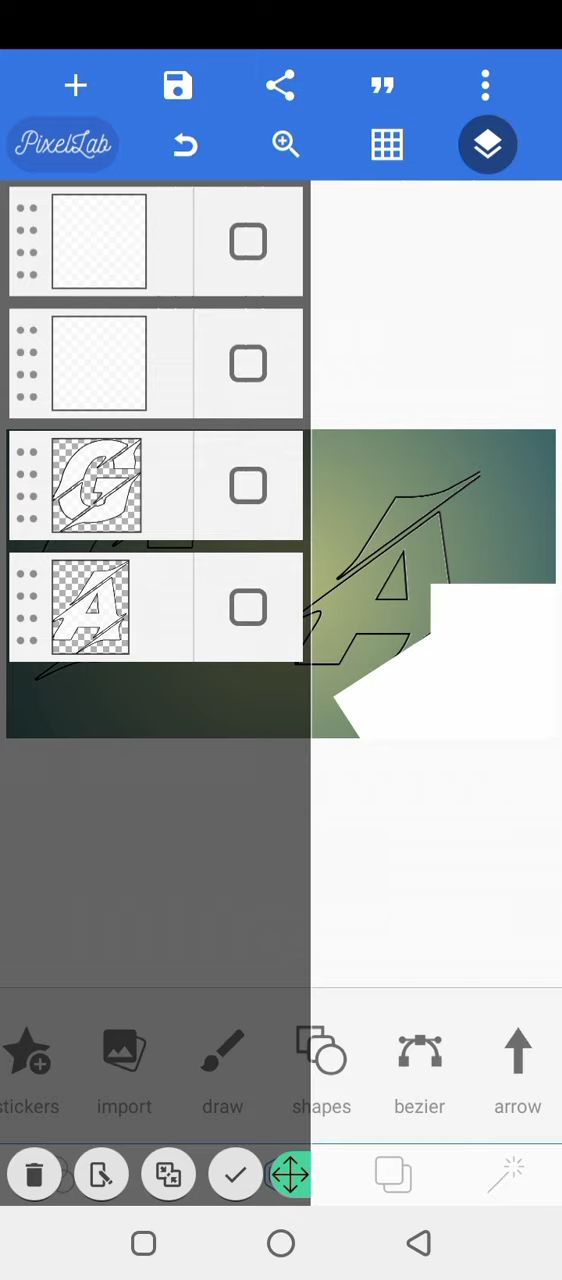 PixelLab
G
A
A
stickers
import
draw
shapes
bezier
arrow